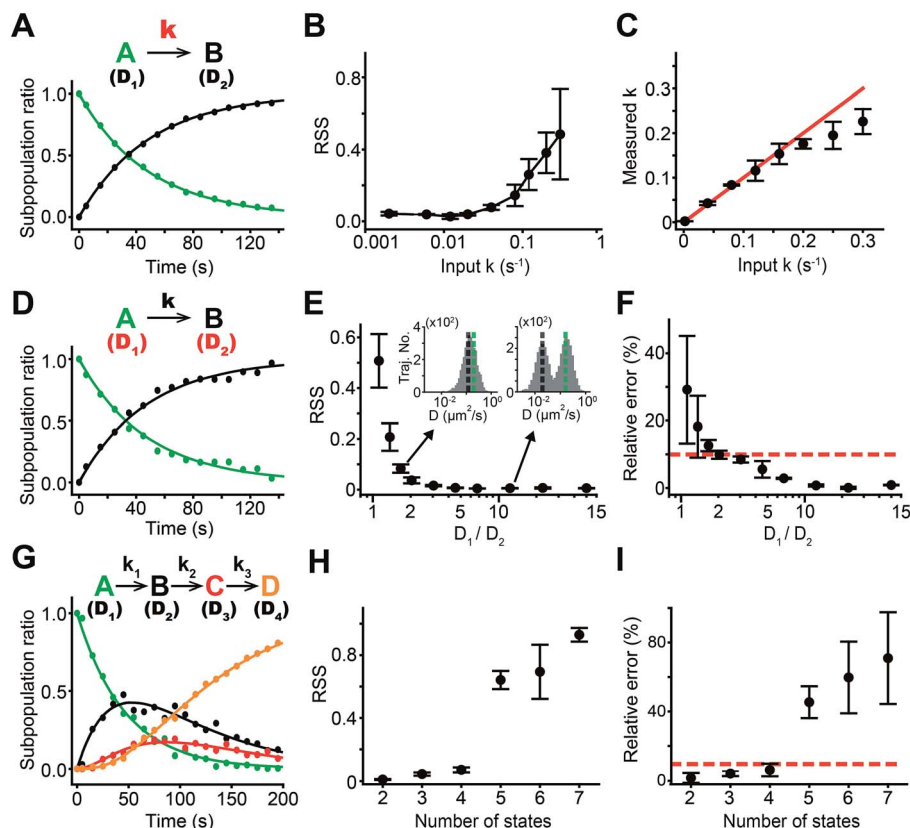 A
A k B
(D₁) (D₂)
Subpopulation ratio
1.0
0.5
0.0
0 40 80 120
Time (s)
B
RSS
0.8
0.4
0.0
0.001 0.01 0.1 1
Input k (s⁻¹)
C
Measured k
0.3
0.2
0.1
0
0 0.1 0.2 0.3
Input k (s⁻¹)
D
A k B
(D₁) (D₂)
Subpopulation ratio
1.0
0.5
0.0
0 40 80 120
Time (s)
E
RSS
0.6
0.4
0.2
0
1 2 5 15
D₁ / D₂
Traj. No.
(x10²)
4
2
0
10⁻² 10⁰
D (μm²/s)
(x10²)
2
0
10⁻² 10⁰
D (μm²/s)
F
Relative error (%)
40
20
0
1 2 5 15
D₁ / D₂
G
A k₁ B k₂ C k₃ D
(D₁) (D₂) (D₃) (D₄)
Subpopulation ratio
1.0
0.5
0.0
0 50 100 150 200
Time (s)
H
RSS
0.8
0.4
0
2 3 4 5 6 7
Number of states
I
Relative error (%)
80
40
0
2 3 4 5 6 7
Number of states